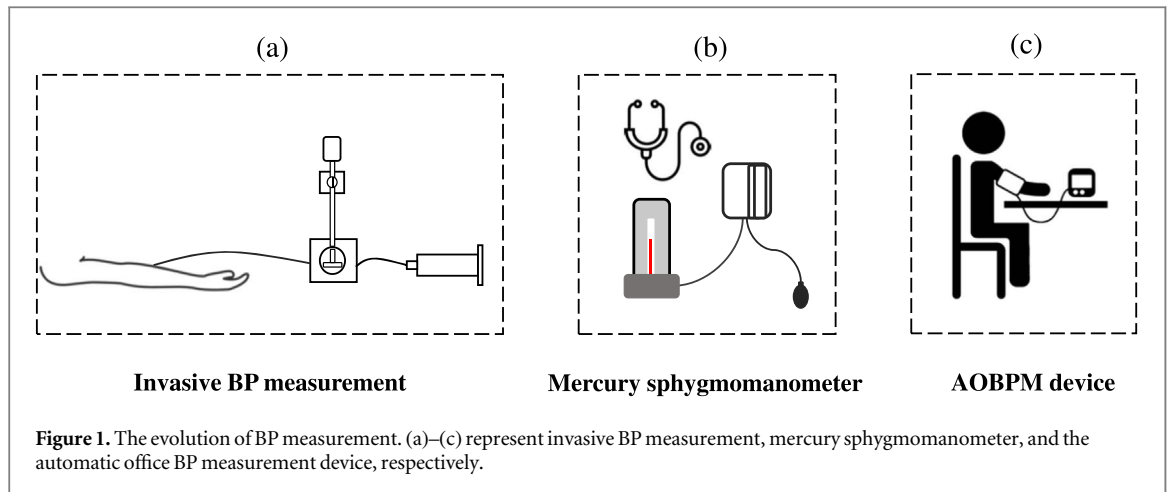 (a)
(b)
(c)
Invasive BP measurement
Mercury sphygmomanometer
AOBPM device
Figure 1. The evolution of BP measurement. (a)–(c) represent invasive BP measurement, mercury sphygmomanometer, and the
automatic office BP measurement device, respectively.